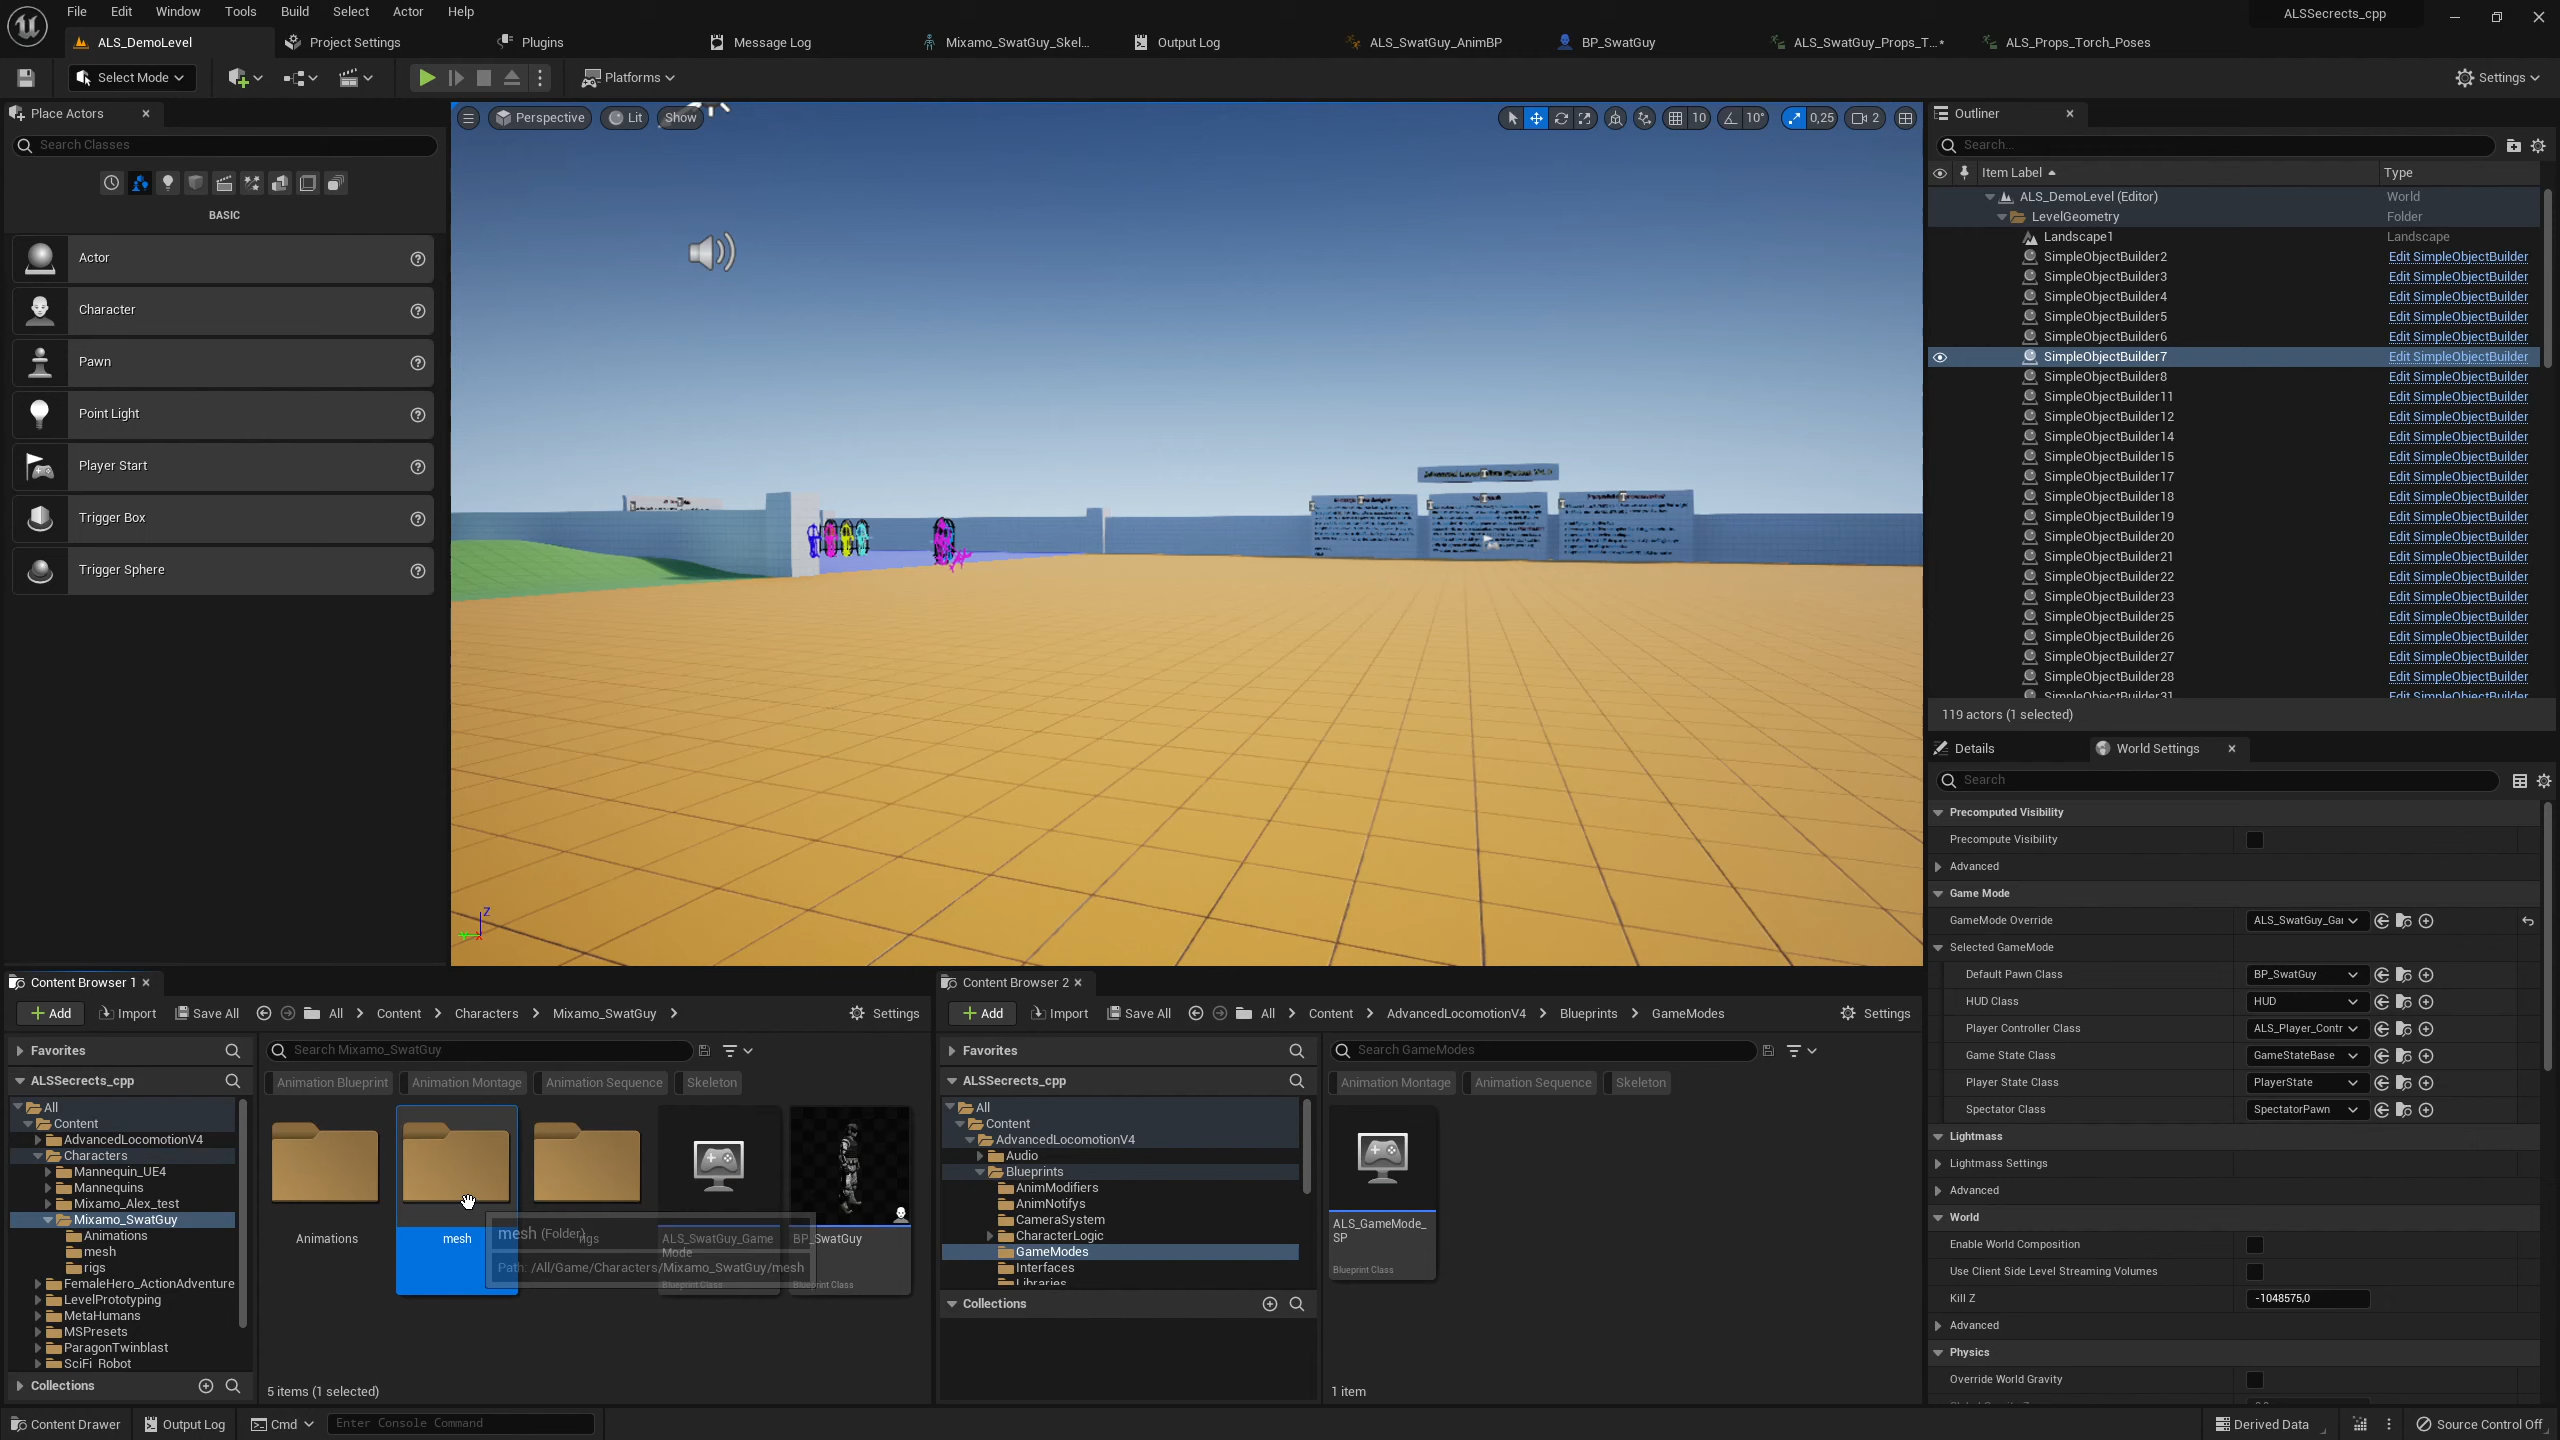 File Edit Window Tools Build Select Actor Help
ALSSecrects_cpp
ALS_DemoLevel Project Settings Plugins Message Log Mixamo_SwatGuy_Skel... Output Log ALS_SwatGuy_AnimBP BP_SwatGuy ALS_SwatGuy_Props_T...* ALS_Props_Torch_Poses
Select Mode Platforms Settings
Place Actors
Search Classes
BASIC
Actor
Character
Pawn
Point Light
Player Start
Trigger Box
Trigger Sphere
Perspective Lit Show 10 10° 0,25 2
Z
Outliner
Search...
Item Label Type
ALS_DemoLevel (Editor) World
LevelGeometry Folder
Landscape1 Landscape
SimpleObjectBuilder2 Edit SimpleObjectBuilder
SimpleObjectBuilder3 Edit SimpleObjectBuilder
SimpleObjectBuilder4 Edit SimpleObjectBuilder
SimpleObjectBuilder5 Edit SimpleObjectBuilder
SimpleObjectBuilder6 Edit SimpleObjectBuilder
SimpleObjectBuilder7 Edit SimpleObjectBuilder
SimpleObjectBuilder8 Edit SimpleObjectBuilder
SimpleObjectBuilder11 Edit SimpleObjectBuilder
SimpleObjectBuilder12 Edit SimpleObjectBuilder
SimpleObjectBuilder14 Edit SimpleObjectBuilder
SimpleObjectBuilder15 Edit SimpleObjectBuilder
SimpleObjectBuilder17 Edit SimpleObjectBuilder
SimpleObjectBuilder18 Edit SimpleObjectBuilder
SimpleObjectBuilder19 Edit SimpleObjectBuilder
SimpleObjectBuilder20 Edit SimpleObjectBuilder
SimpleObjectBuilder21 Edit SimpleObjectBuilder
SimpleObjectBuilder22 Edit SimpleObjectBuilder
SimpleObjectBuilder23 Edit SimpleObjectBuilder
SimpleObjectBuilder25 Edit SimpleObjectBuilder
SimpleObjectBuilder26 Edit SimpleObjectBuilder
SimpleObjectBuilder27 Edit SimpleObjectBuilder
SimpleObjectBuilder28 Edit SimpleObjectBuilder
SimpleObjectBuilder31 Edit SimpleObjectBuilder
119 actors (1 selected)
Details World Settings
Search
Precomputed Visibility
Precompute Visibility
Advanced
Game Mode
GameMode Override ALS_SwatGuy_Gar
Selected GameMode
Default Pawn Class BP_SwatGuy
HUD Class HUD
Player Controller Class ALS_Player_Contr
Game State Class GameStateBase
Player State Class PlayerState
Spectator Class SpectatorPawn
Lightmass
Lightmass Settings
Advanced
World
Enable World Composition
Use Client Side Level Streaming Volumes
Kill Z -1048575,0
Advanced
Physics
Override World Gravity
Content Browser 1
Add Import Save All All Content Characters Mixamo_SwatGuy Settings
Favorites
Search Mixamo_SwatGuy
ALSSecrects_cpp
Animation Blueprint Animation Montage Animation Sequence Skeleton
All
Content
AdvancedLocomotionV4
Characters
Mannequin_UE4
Mannequins
Mixamo_Alex_test
Mixamo_SwatGuy
Animations
mesh
rigs
FemaleHero_ActionAdventure
LevelPrototyping
MetaHumans
MSPresets
ParagonTwinblast
SciFi_Robot
Collections
Animations mesh rigs ALS_SwatGuy_Game Mode BP_SwatGuy
Blueprint Class Blueprint Class
mesh (Folder)
Path: /All/Game/Characters/Mixamo_SwatGuy/mesh
5 items (1 selected)
Content Browser 2
Add Import Save All All Content AdvancedLocomotionV4 Blueprints GameModes Settings
Favorites
Search GameModes
ALSSecrects_cpp
Animation Montage Animation Sequence Skeleton
All
Content
AdvancedLocomotionV4
Audio
Blueprints
AnimModifiers
AnimNotifys
CameraSystem
CharacterLogic
GameModes
Interfaces
Libraries
Collections
ALS_GameMode_
SP
Blueprint Class
1 item
Content Drawer Output Log Cmd Enter Console Command Derived Data Source Control Off